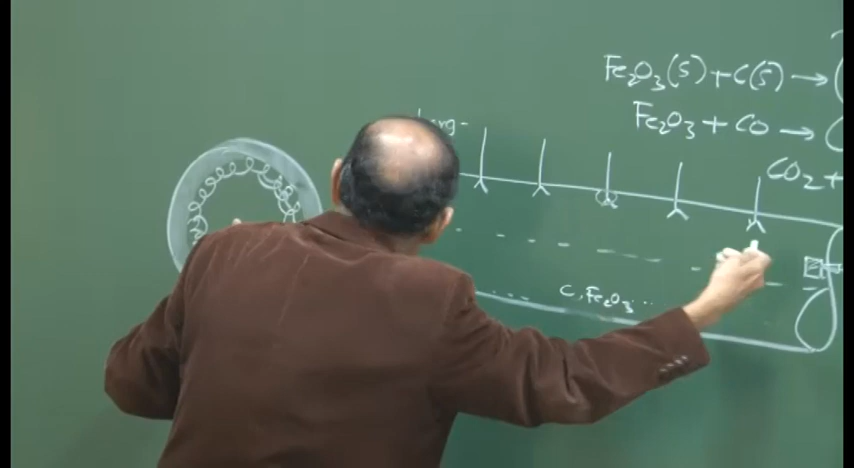 Fe₂O₃(s)+C(s)→
Fe₂O₃+CO→
CO₂+
C, Fe₂O₃...